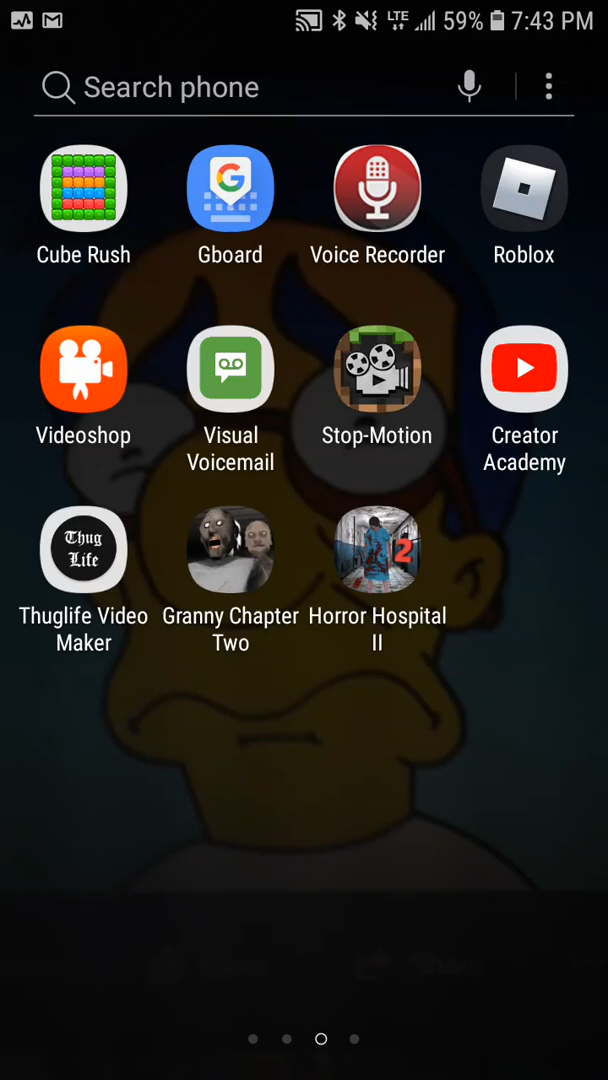 LTE 59% 7:43 PM
Search phone
Cube Rush
Gboard
Voice Recorder
Roblox
Videoshop
Visual
Voicemail
Stop-Motion
Creator
Academy
Thug
Life
Thuglife Video
Maker
Granny Chapter
Two
2
Horror Hospital
II